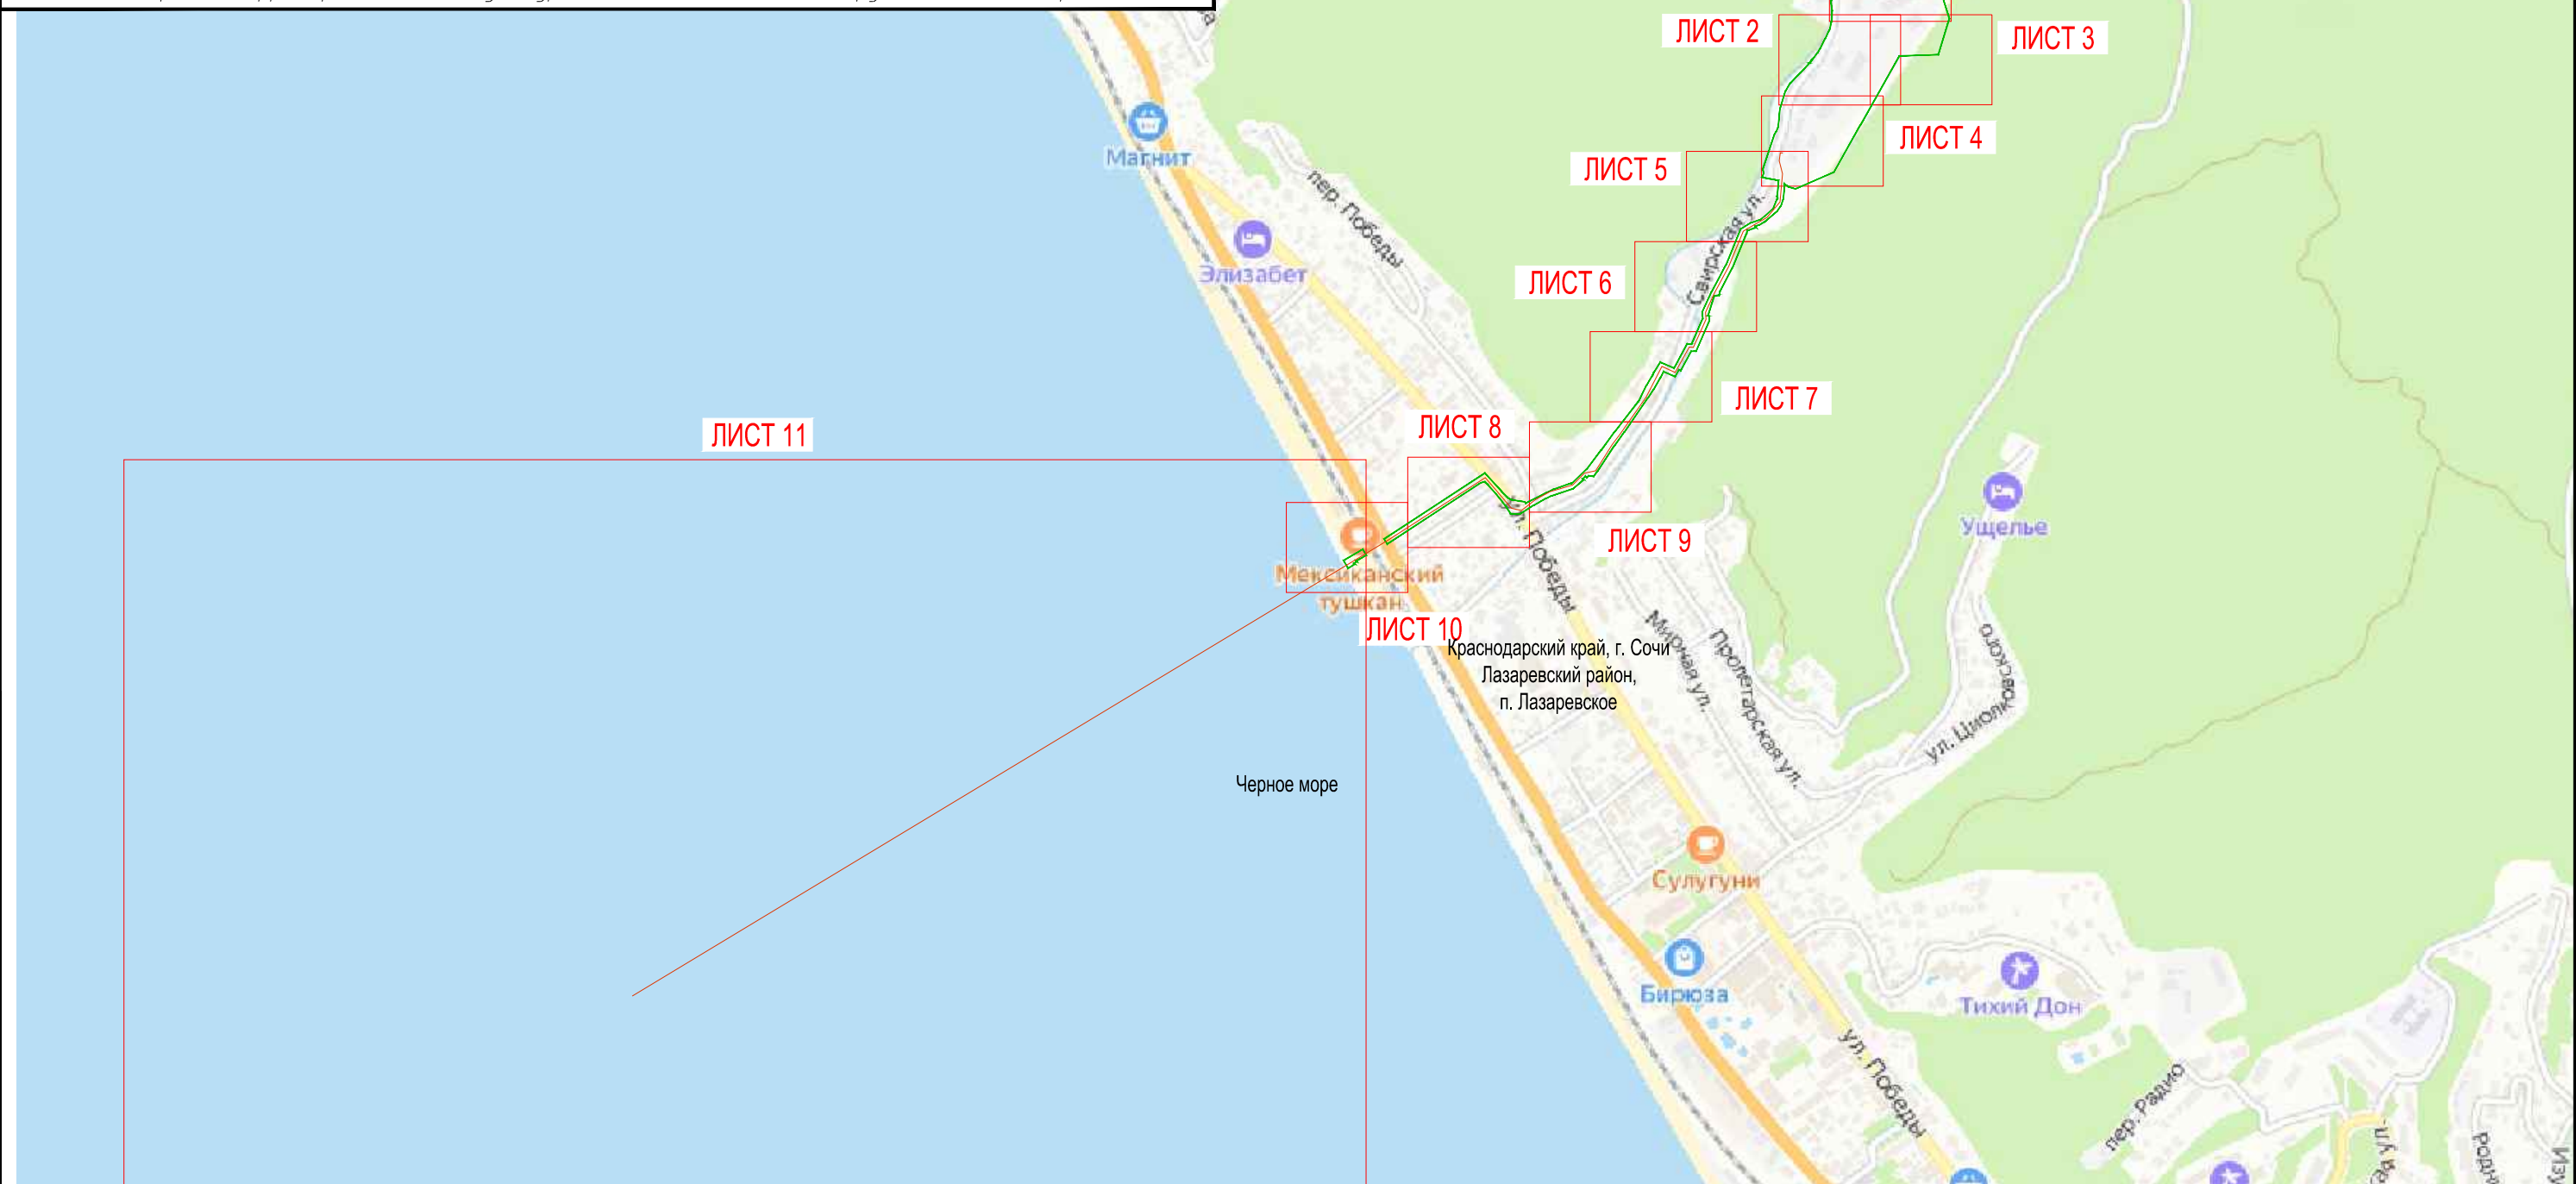 ЛИСТ 2
ЛИСТ 3
Магнит
ЛИСТ 4
ЛИСТ 5
пер. Победы
Свирская ул.
Элизабет
ЛИСТ 6
ЛИСТ 7
ЛИСТ 8
ЛИСТ 11
Ущелье
ЛИСТ 9
ул. Победы
Мексиканский
тушкан
ЛИСТ 10
Краснодарский край, г. Сочи
Лазаревский район,
п. Лазаревское
Мирная ул.
Пролетарская ул.
ул. Циолковского
Черное море
Сулугуни
Бирюза
Тихий Дон
ул. Победы
пер. Радио